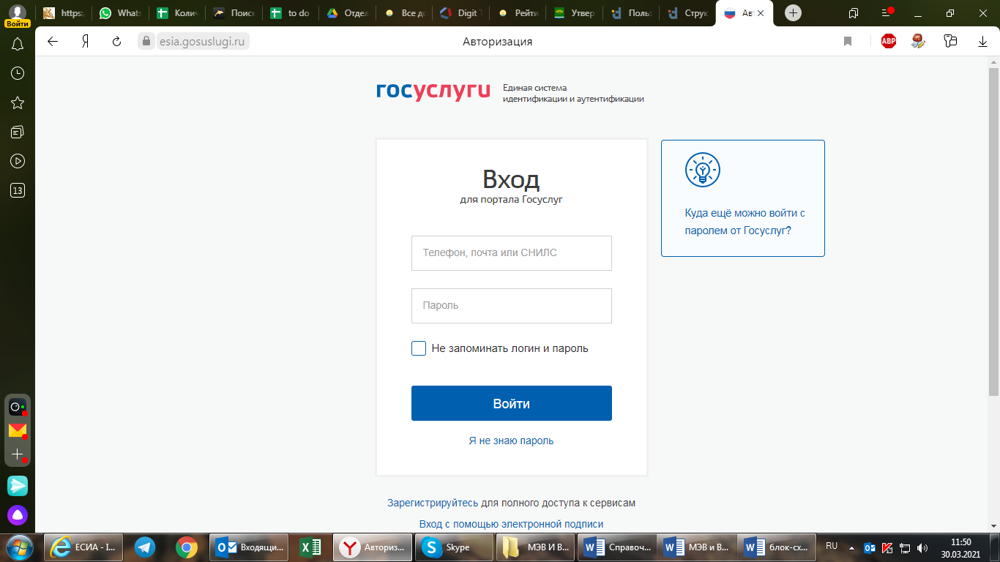 Войти
https:
Whats
Колич
Поиск
to do
Отдел
Все до
Digit
Рейти
Утвер
Польз
Струк
Ав
Я
esia.gosuslugi.ru
Авторизация
ABP
13
госуслуги
Единая система
идентификации и аутентификации
Вход
для портала Госуслуг
Телефон, почта или СНИЛС
Пароль
Не запоминать логин и пароль
Войти
Я не знаю пароль
Куда ещё можно войти с
паролем от Госуслуг?
Зарегистрируйтесь для полного доступа к сервисам
Вход с помощью электронной подписи
ЕСИА - I...
Входящи...
Авториз...
Skype
МЭВ И В...
Справоч...
МЭВ и В...
блок-сх...
RU
11:50
30.03.2021